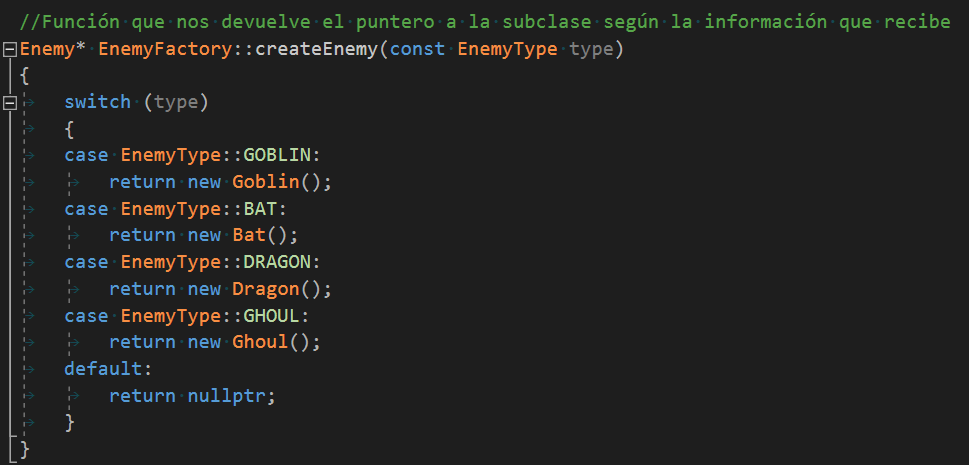 //Función que nos devuelve el puntero a la subclase según la información que recibe
Enemy* EnemyFactory::createEnemy(const EnemyType type)
{
switch (type)
{
case EnemyType::GOBLIN:
return new Goblin();
case EnemyType::BAT:
return new Bat();
case EnemyType::DRAGON:
return new Dragon();
case EnemyType::GHOUL:
return new Ghoul();
default:
return nullptr;
}
}